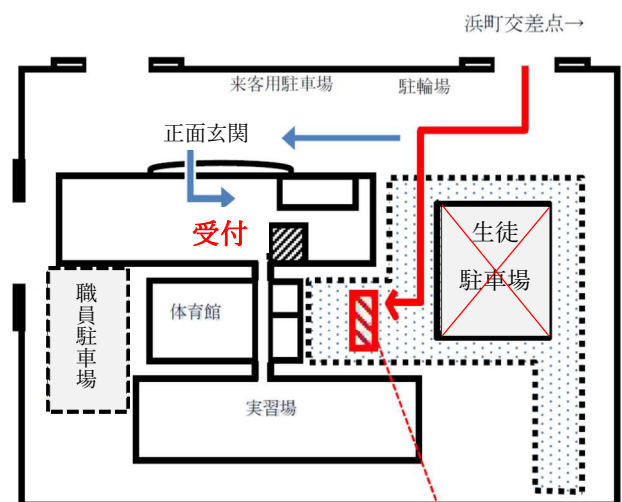 浜町交差点→
来客用駐車場
駐輪場
正面玄関
受付
生徒
駐車場
職員駐車場
体育館
実習場